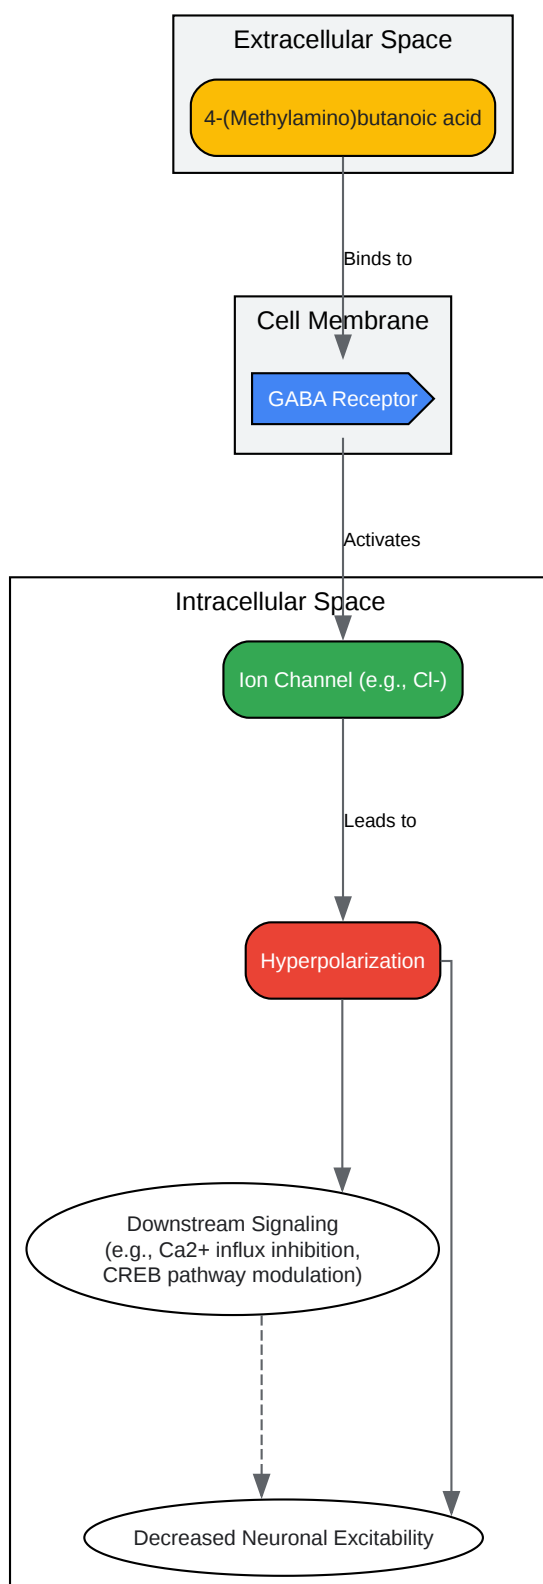 Extracellular Space
4-(Methylamino)butanoic acid
Binds to
Cell Membrane
GABA Receptor
Activates
Intracellular Space
Ion Channel (e.g., Cl-)
Leads to
Hyperpolarization
Downstream Signaling
(e.g., Ca2+ influx inhibition,
CREB pathway modulation)
Decreased Neuronal Excitability